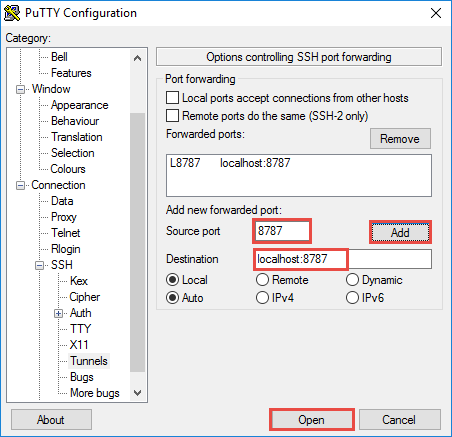 PuTTY Configuration
Category:
Bell
Features
Window
Appearance
Behaviour
Translation
Selection
Colours
Connection
Data
Proxy
Telnet
Rlogin
SSH
Kex
Cipher
Auth
TTY
X11
Tunnels
Bugs
More bugs
Options controlling SSH port forwarding
Port forwarding
Local ports accept connections from other hosts
Remote ports do the same (SSH-2 only)
Forwarded ports:
Remove
L8787 localhost:8787
Add new forwarded port:
Source port 8787 Add
Destination localhost:8787
Local Remote Dynamic
Auto IPv4 IPv6
About Open Cancel